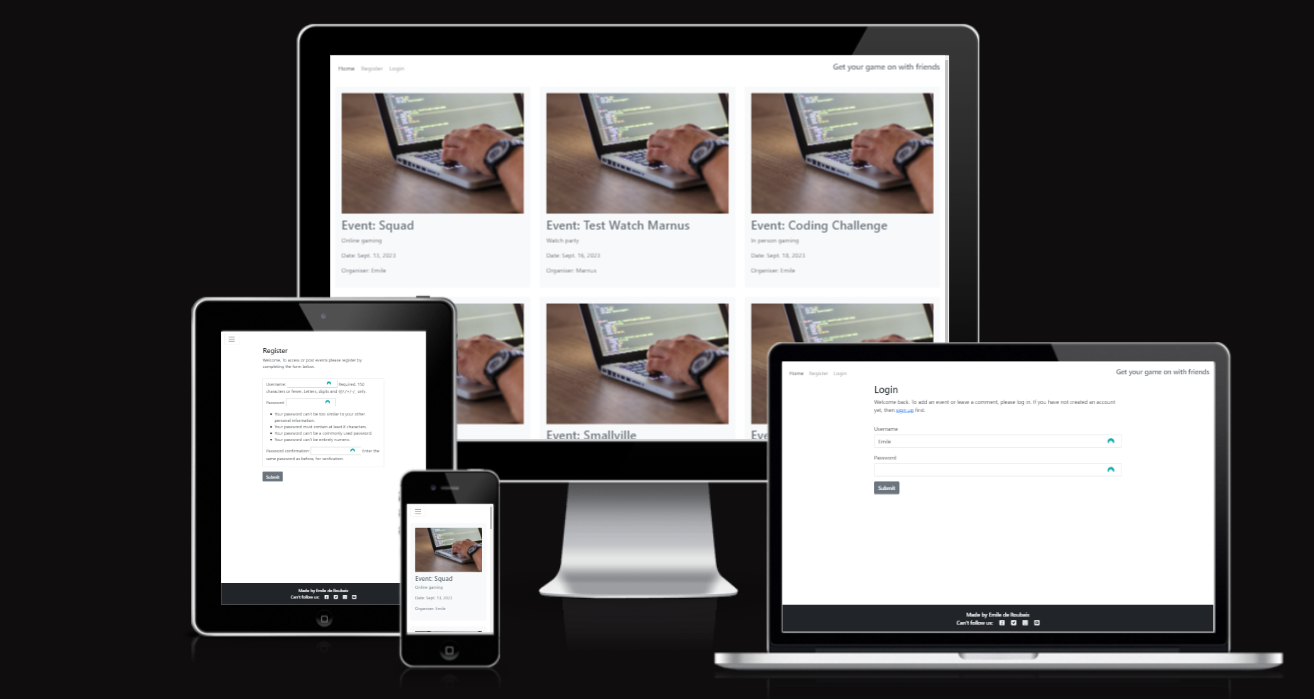 Home Register Login
Get your game on with friends
Event: Squad
Online gaming
Date: Sept. 13, 2023
Organiser: Emile
Event: Test Watch Marnus
Watch party
Date: Sept. 16, 2023
Organiser: Marnus
Event: Coding Challenge
In person gaming
Date: Sept. 18, 2023
Organiser: Emile
Event: Smallville
Eve
Register
Welcome. To access or post events please register by
completing the form below.
Username: Required. 150
characters or fewer. Letters, digits and @/./+/-/_ only.
Password:
Your password can't be too similar to your other
personal information.
Your password must contain at least 8 characters.
Your password can't be a commonly used password.
Your password can't be entirely numeric.
Password confirmation: Enter the
same password as before, for verification.
Submit
Made by Emile de Roubaix
Can't follow us:
Event: Squad
Online gaming
Date: Sept. 13, 2023
Organiser: Emile
Home Register Login
Get your game on with friends
Login
Welcome back. To add an event or leave a comment, please log in. If you have not created an account
yet, then sign up first.
Username
Emile
Password
Submit
Made by Emile de Roubaix
Can't follow us: